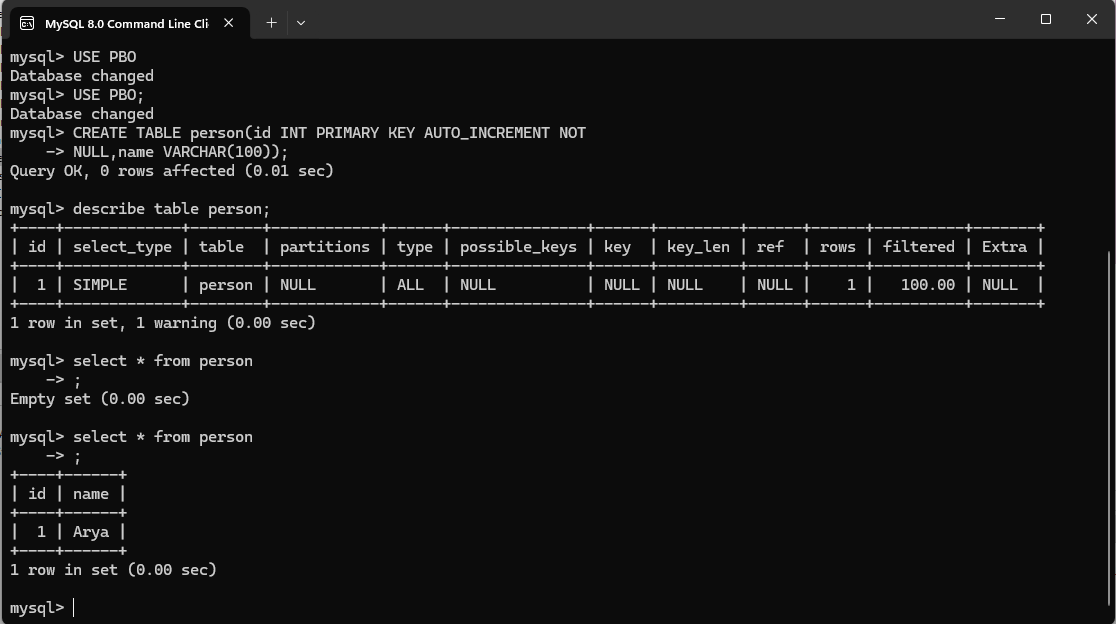 MySQL 8.0 Command Line Cli
mysql> USE PBO
Database changed
mysql> USE PBO;
Database changed
mysql> CREATE TABLE person(id INT PRIMARY KEY AUTO_INCREMENT NOT
    -> NULL,name VARCHAR(100));
Query OK, 0 rows affected (0.01 sec)
mysql> describe table person;
+----+-------------+--------+------------+------+---------------+------+---------+------+------+----------+-------+
| id | select_type | table  | partitions | type | possible_keys | key  | key_len | ref  | rows | filtered | Extra |
+----+-------------+--------+------------+------+---------------+------+---------+------+------+----------+-------+
|  1 | SIMPLE      | person | NULL       | ALL  | NULL          | NULL | NULL    | NULL |    1 |   100.00 | NULL  |
+----+-------------+--------+------------+------+---------------+------+---------+------+------+----------+-------+
1 row in set, 1 warning (0.00 sec)
mysql> select * from person
    -> ;
Empty set (0.00 sec)
mysql> select * from person
    -> ;
+----+------+
| id | name |
+----+------+
|  1 | Arya |
+----+------+
1 row in set (0.00 sec)
mysql>